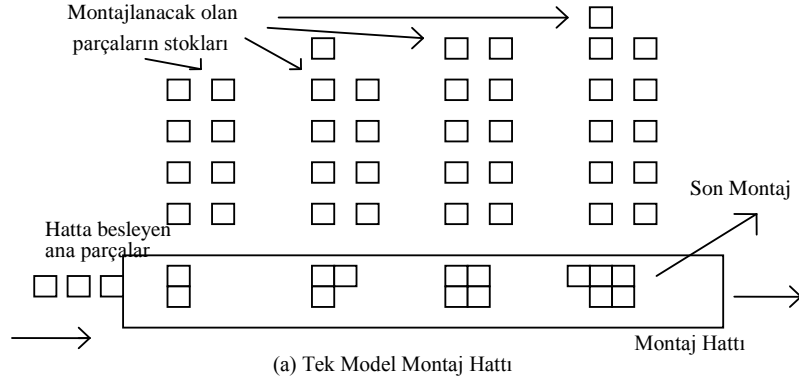 Montajlanacak olan
parçaların stokları
Son Montaj
Hatta besleyen
ana parçalar
Montaj Hattı
(a) Tek Model Montaj Hattı